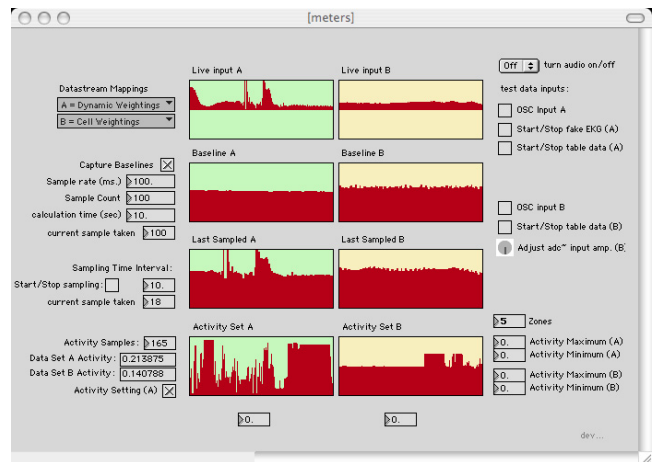 [meters]
Off turn audio on/off
Live input A
Live input B
Datastream Mappings
A = Dynamic Weightings
B = Cell Weightings
test data inputs:
OSC Input A
Start/Stop fake EKG (A)
Start/Stop table data (A)
Baseline A
Baseline B
Capture Baselines
Sample rate (ms.) 100.
Sample Count 100
calculation time (sec) 10.
current sample taken 100
OSC input B
Start/Stop table data (B)
Adjust adc~ input amp. (B)
Last Sampled A
Last Sampled B
Sampling Time Interval:
Start/Stop sampling: 10.
current sample taken 18
Activity Set A
Activity Set B
5 Zones
Activity Samples: 165
Data Set A Activity: 0.213875
Data Set B Activity: 0.140788
Activity Setting (A)
0. Activity Maximum (A)
0. Activity Minimum (A)
0. Activity Maximum (B)
0. Activity Minimum (B)
0.
0.
dev...